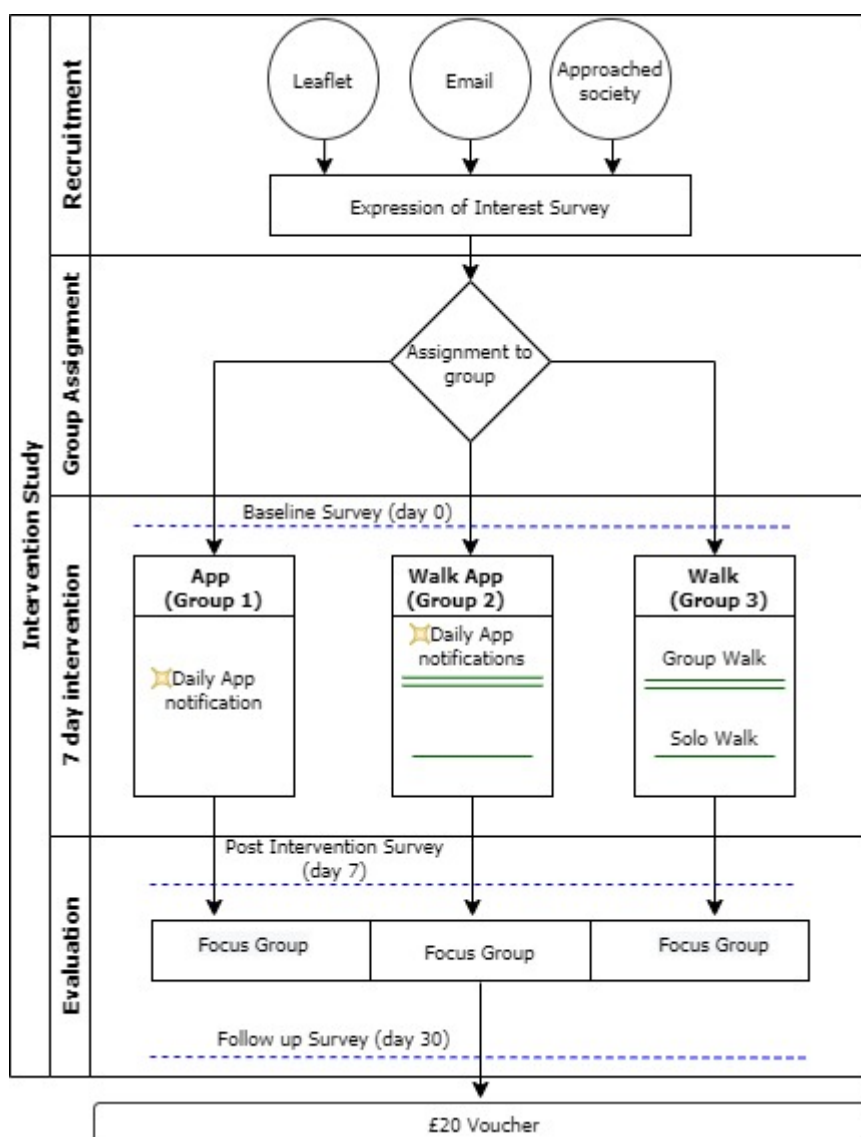 Intervention Study
Recruitment
Leaflet
Email
Approached
society
Expression of Interest Survey
Group Assignment
Assignment to
group
7 day intervention
Baseline Survey (day 0)
App
(Group 1)
Daily App
notification
Walk App
(Group 2)
Daily App
notifications
Walk
(Group 3)
Group Walk
Solo Walk
Evaluation
Post Intervention Survey
(day 7)
Focus Group
Focus Group
Focus Group
Follow up Survey (day 30)
£20 Voucher